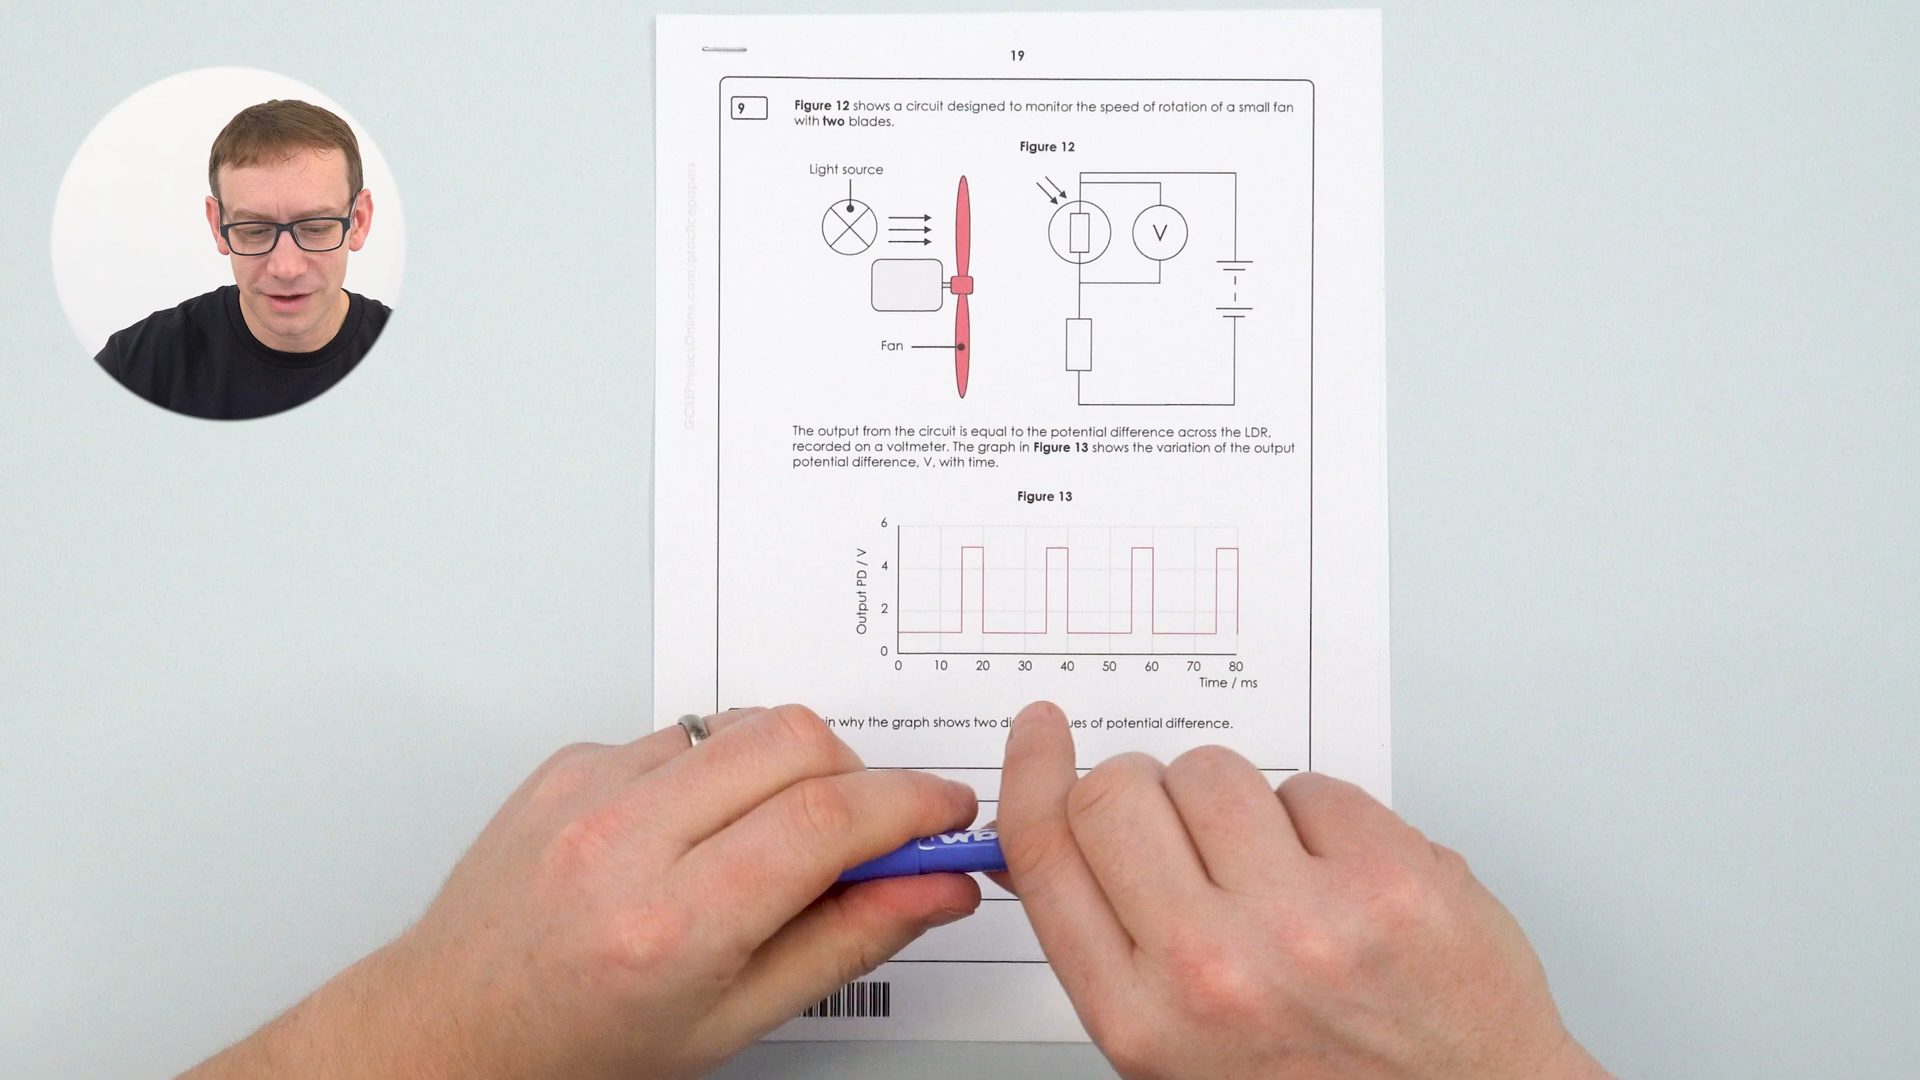 19
9
Figure 12 shows a circuit designed to monitor the speed of rotation of a small fan
with two blades.
Figure 12
Light source
V
Fan
The output from the circuit is equal to the potential difference across the LDR,
recorded on a voltmeter. The graph in Figure 13 shows the variation of the output
potential difference, V, with time.
Figure 13
Output PD / V
6
4
2
0
0 10 20 30 40 50 60 70 80
Time / ms
why the graph shows two of potential difference.
GCSEPhysicsOnline.com/practicepapers